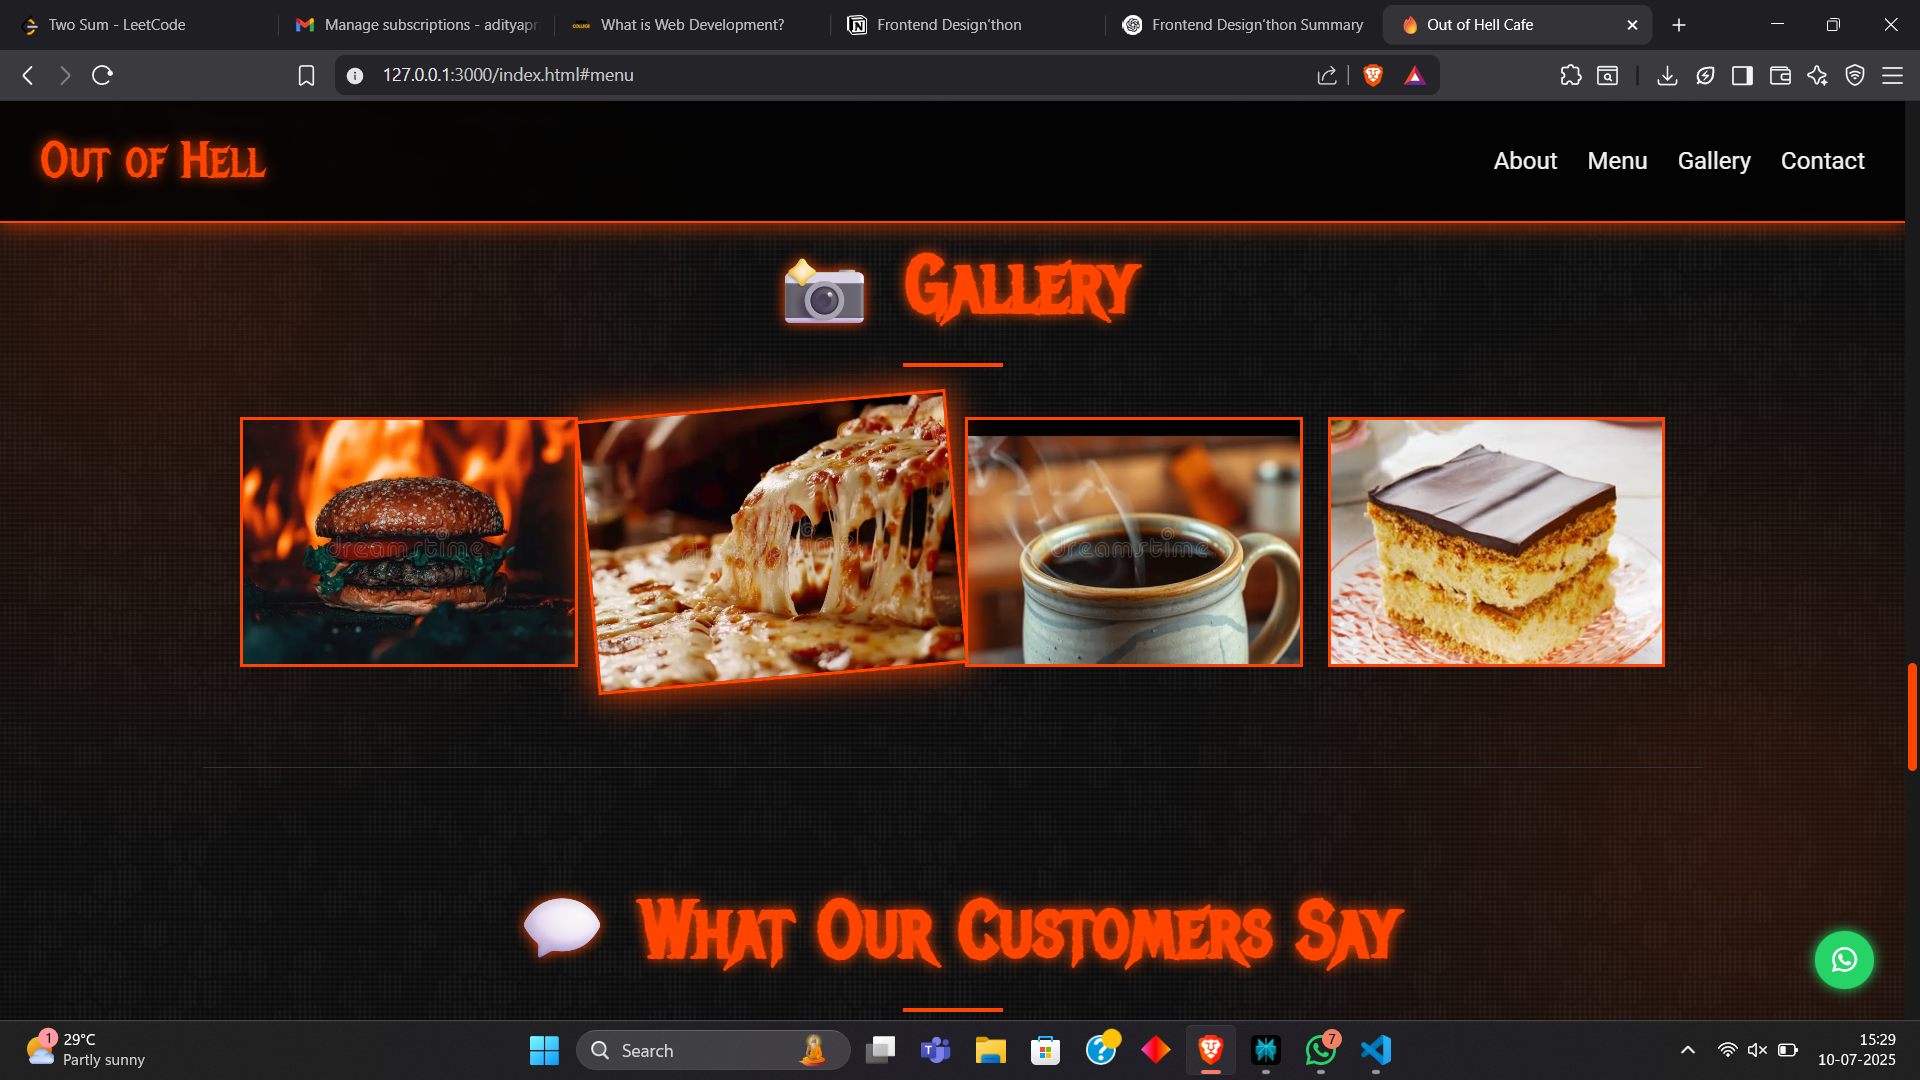 Two Sum - LeetCode
Manage subscriptions - adityapr
What is Web Development?
Frontend Design'thon
Frontend Design'thon Summary
Out of Hell Cafe
127.0.0.1:3000/index.html#menu
Out of Hell
About
Menu
Gallery
Contact
Gallery
dreamstime
dreamstime
What Our Customers Say
1
29°C
Partly sunny
Search
7
15:29
10-07-2025